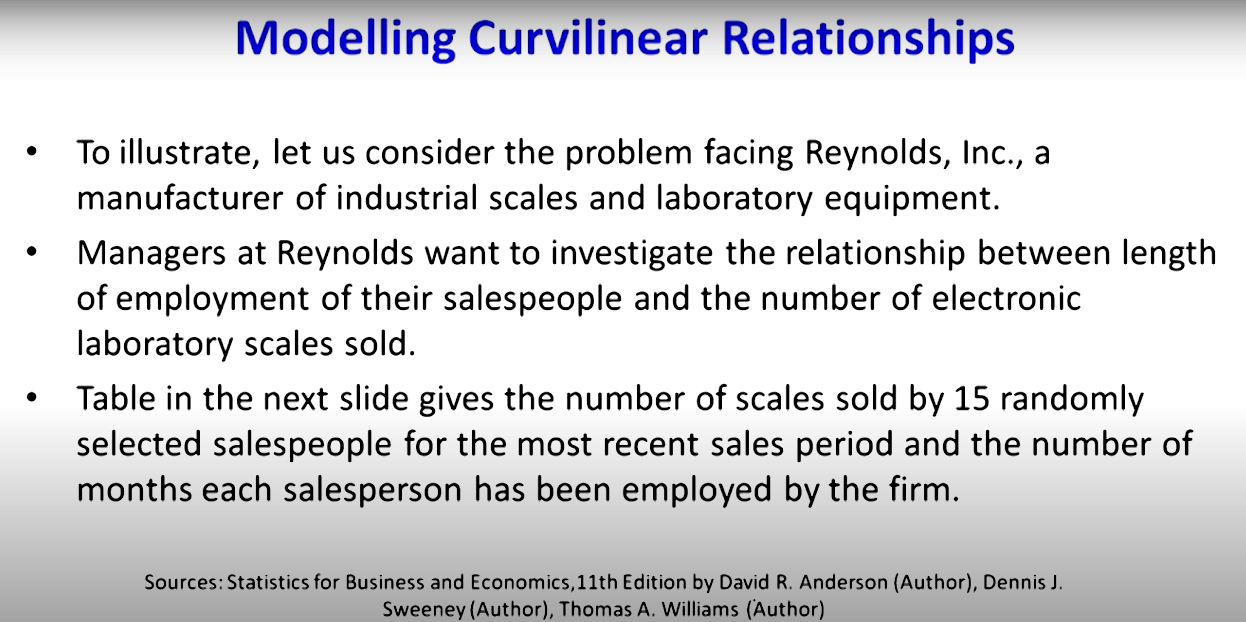 Modelling Curvilinear Relationships
• To illustrate, let us consider the problem facing Reynolds, Inc., a
manufacturer of industrial scales and laboratory equipment.
• Managers at Reynolds want to investigate the relationship between length
of employment of their salespeople and the number of electronic
laboratory scales sold.
• Table in the next slide gives the number of scales sold by 15 randomly
selected salespeople for the most recent sales period and the number of
months each salesperson has been employed by the firm.
Sources: Statistics for Business and Economics,11th Edition by David R. Anderson (Author), Dennis J.
Sweeney (Author), Thomas A. Williams (Author)